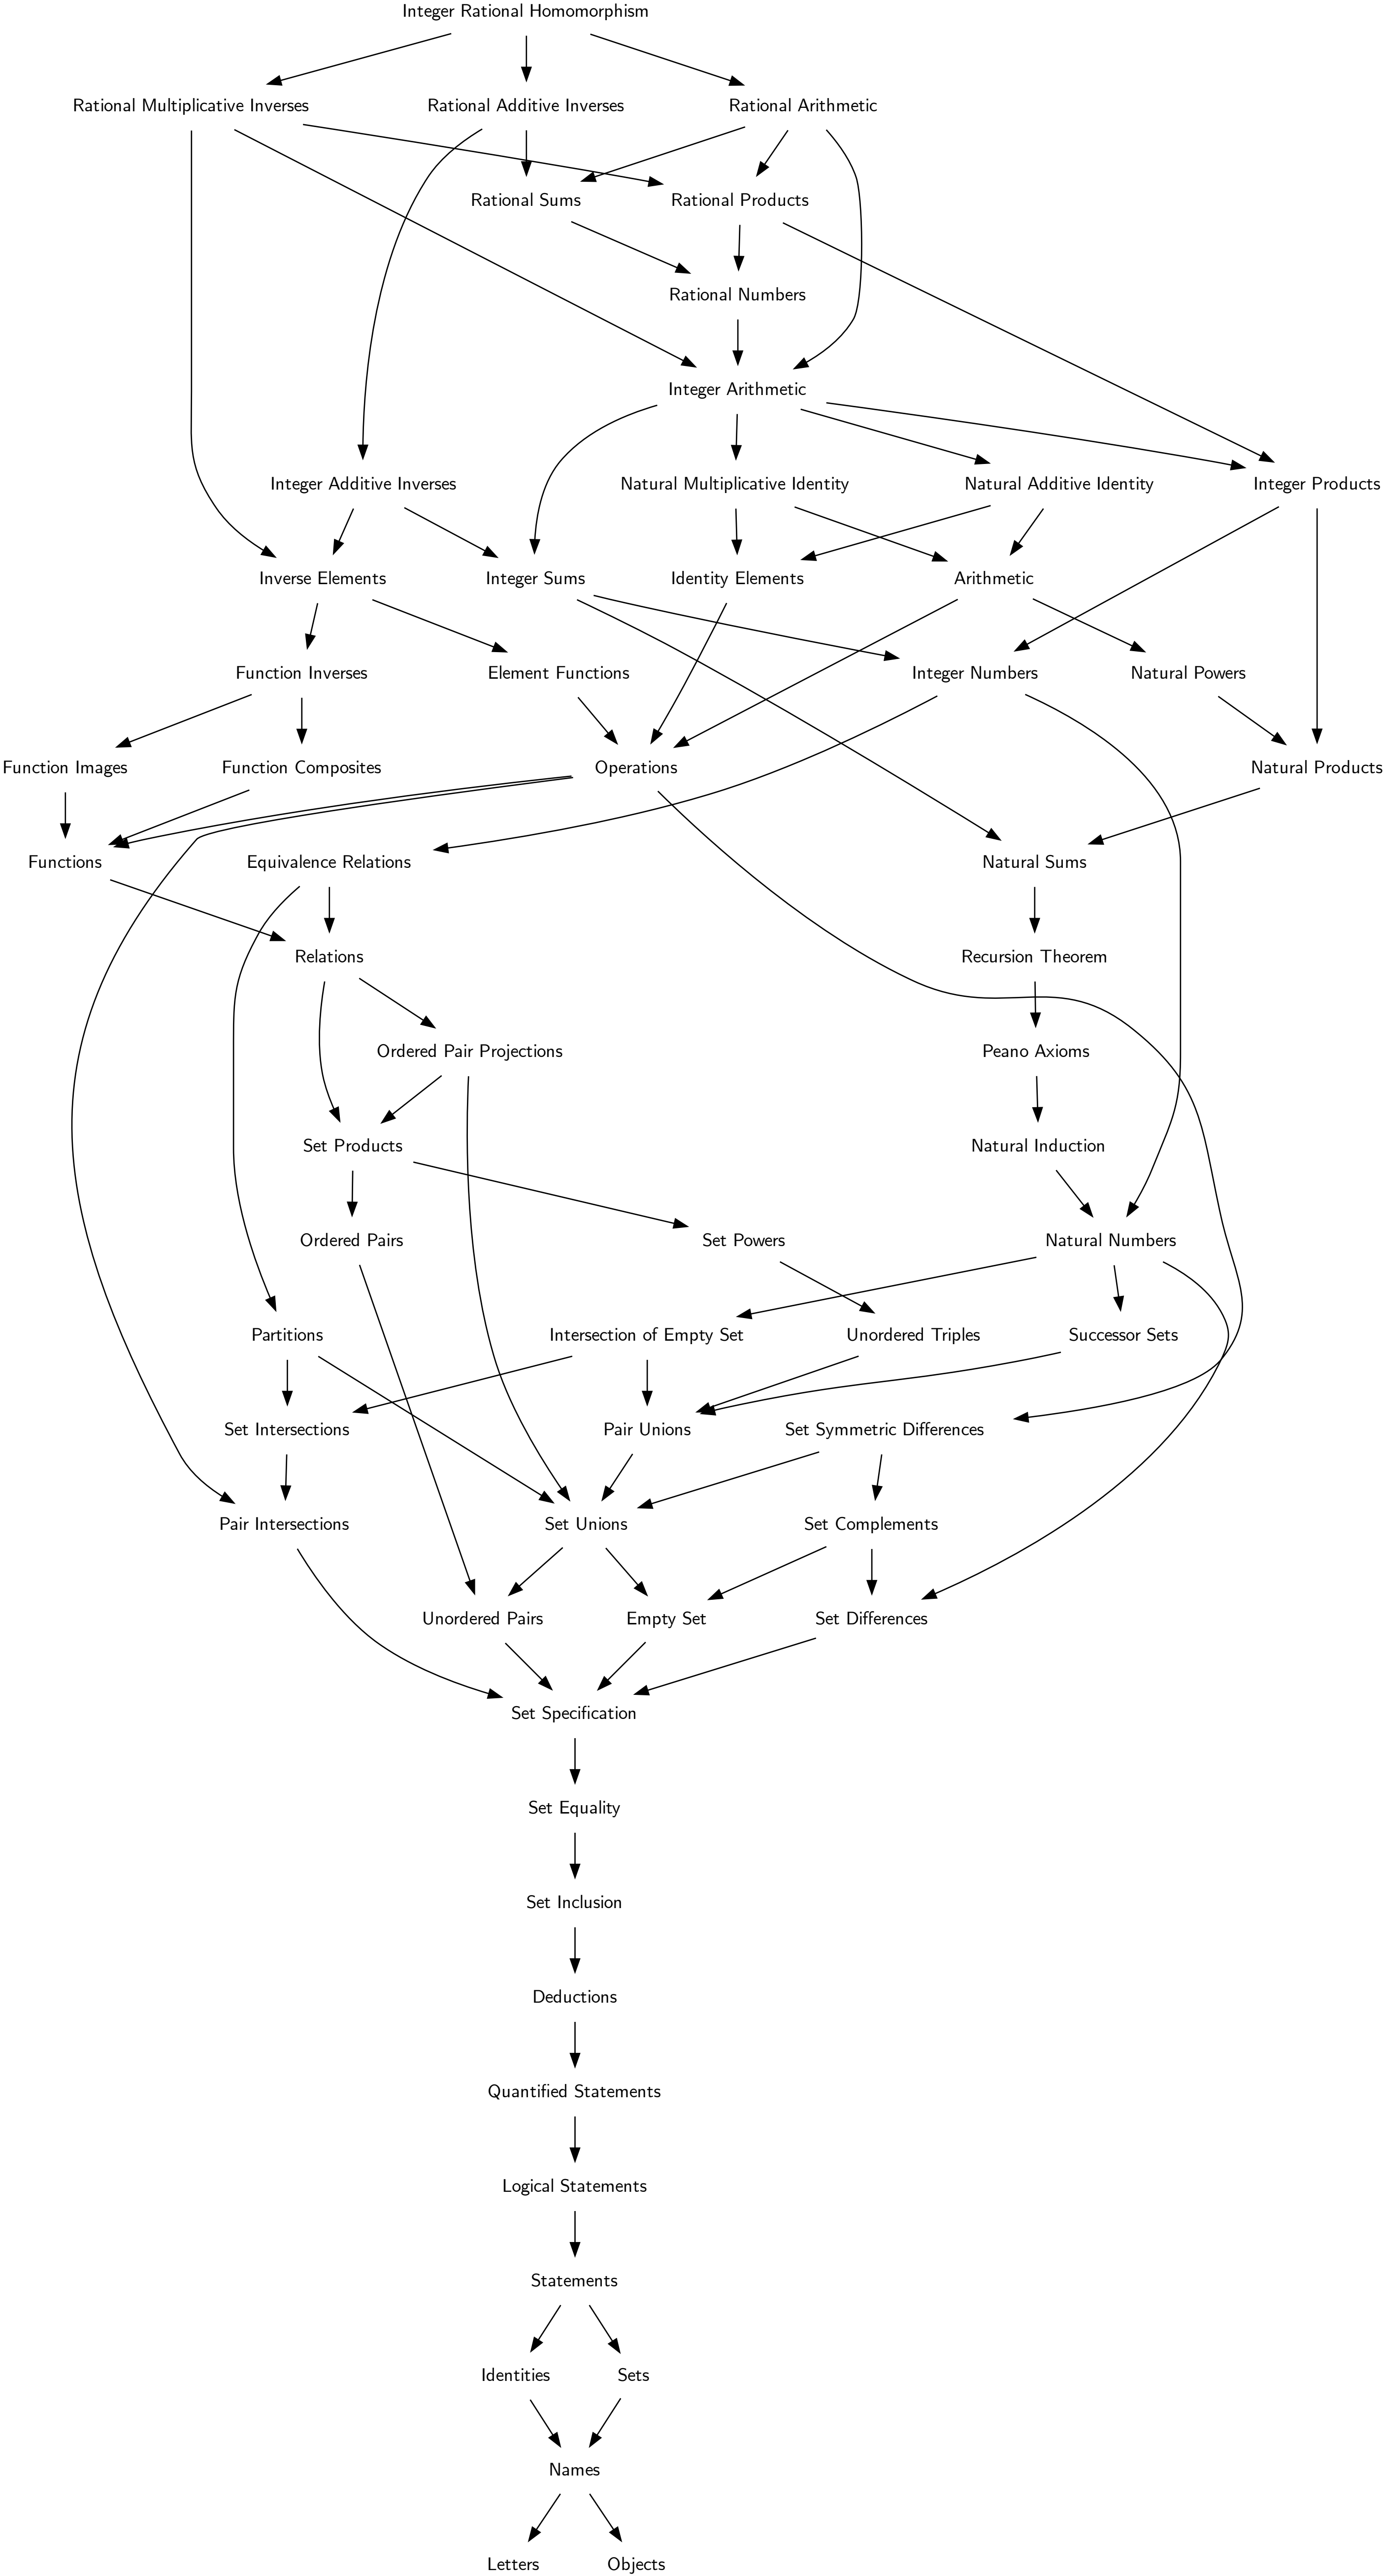 Integer Rational Homomorphism
Rational Multiplicative Inverses
Rational Additive Inverses
Rational Arithmetic
Rational Sums
Rational Products
Rational Numbers
Integer Arithmetic
Integer Additive Inverses
Natural Multiplicative Identity
Natural Additive Identity
Integer Products
Inverse Elements
Integer Sums
Identity Elements
Arithmetic
Function Inverses
Element Functions
Integer Numbers
Natural Powers
Function Images
Function Composites
Operations
Natural Products
Functions
Equivalence Relations
Natural Sums
Relations
Recursion Theorem
Ordered Pair Projections
Peano Axioms
Set Products
Natural Induction
Ordered Pairs
Set Powers
Natural Numbers
Partitions
Intersection of Empty Set
Unordered Triples
Successor Sets
Set Intersections
Pair Unions
Set Symmetric Differences
Pair Intersections
Set Unions
Set Complements
Unordered Pairs
Empty Set
Set Differences
Set Specification
Set Equality
Set Inclusion
Deductions
Quantified Statements
Logical Statements
Statements
Identities
Sets
Names
Letters
Objects